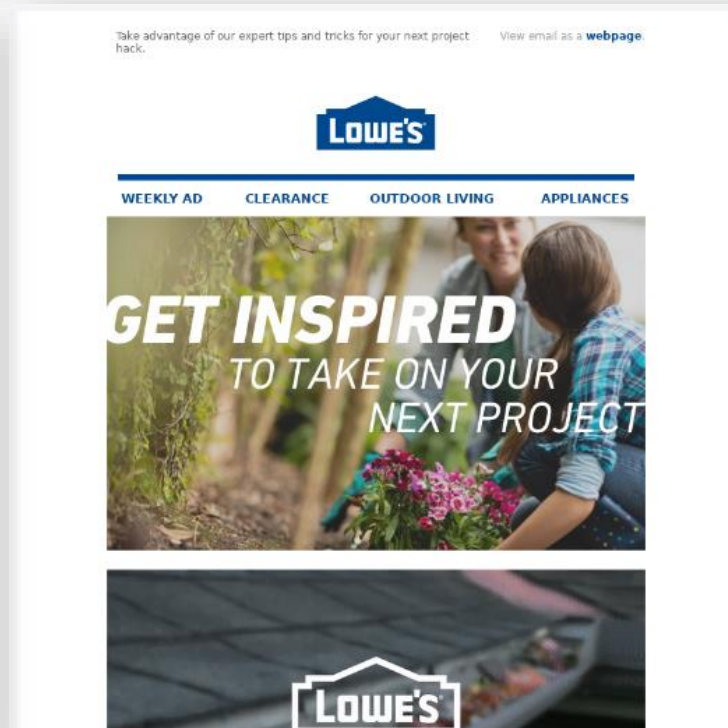 Take advantage of our expert tips and tricks for your next project
hack.
View email as a webpage.
LOWE'S
WEEKLY AD CLEARANCE OUTDOOR LIVING APPLIANCES
GET INSPIRED
TO TAKE ON YOUR
NEXT PROJECT
LOWE'S